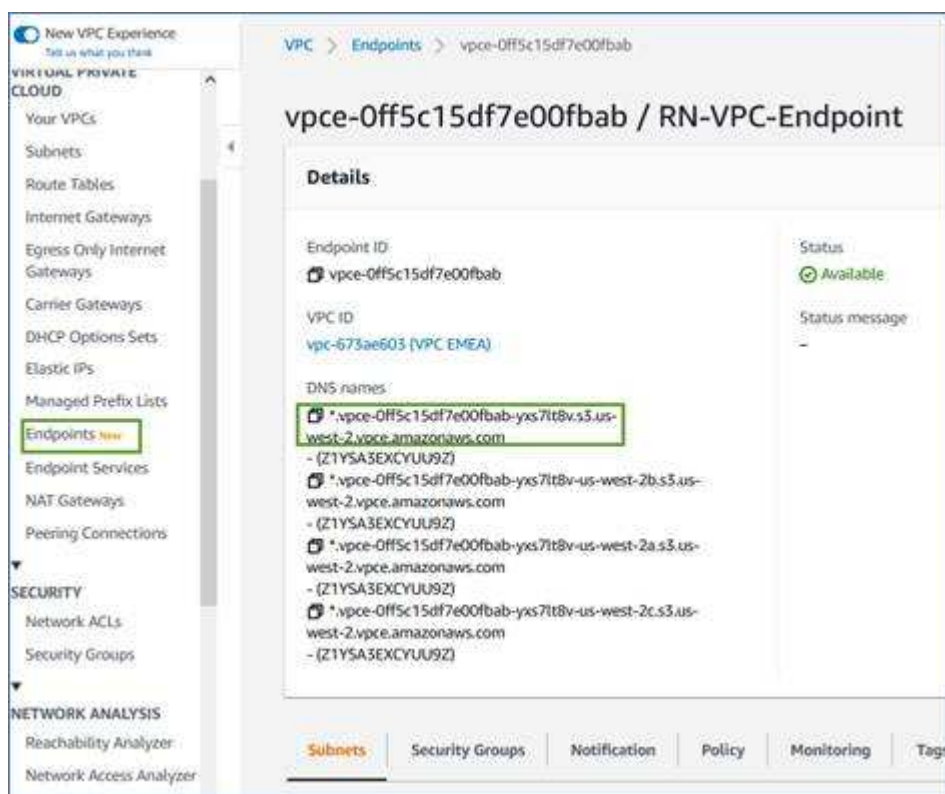 New VPC Experience
Tell us what you think
VIRTUAL PRIVATE
CLOUD
Your VPCs
Subnets
Route Tables
Internet Gateways
Egress Only Internet
Gateways
Carrier Gateways
DHCP Options Sets
Elastic IPs
Managed Prefix Lists
Endpoints New
Endpoint Services
NAT Gateways
Peering Connections
SECURITY
Network ACLs
Security Groups
NETWORK ANALYSIS
Reachability Analyzer
Network Access Analyzer
VPC > Endpoints > vpce-0ff5c15df7e00fbab
vpce-0ff5c15df7e00fbab / RN-VPC-Endpoint
Details
Endpoint ID
vpce-0ff5c15df7e00fbab
VPC ID
vpc-673ae603 (VPC EMEA)
DNS names
*.vpce-0ff5c15df7e00fbab-yxs7lt8v.s3.us-
west-2.vpce.amazonaws.com
- (Z1YSA3EXCYUU9Z)
*.vpce-0ff5c15df7e00fbab-yxs7lt8v-us-west-2b.s3.us-
west-2.vpce.amazonaws.com
- (Z1YSA3EXCYUU9Z)
*.vpce-0ff5c15df7e00fbab-yxs7lt8v-us-west-2a.s3.us-
west-2.vpce.amazonaws.com
- (Z1YSA3EXCYUU9Z)
*.vpce-0ff5c15df7e00fbab-yxs7lt8v-us-west-2c.s3.us-
west-2.vpce.amazonaws.com
- (Z1YSA3EXCYUU9Z)
Status
Available
Status message
-
Subnets
Security Groups
Notification
Policy
Monitoring
Tags